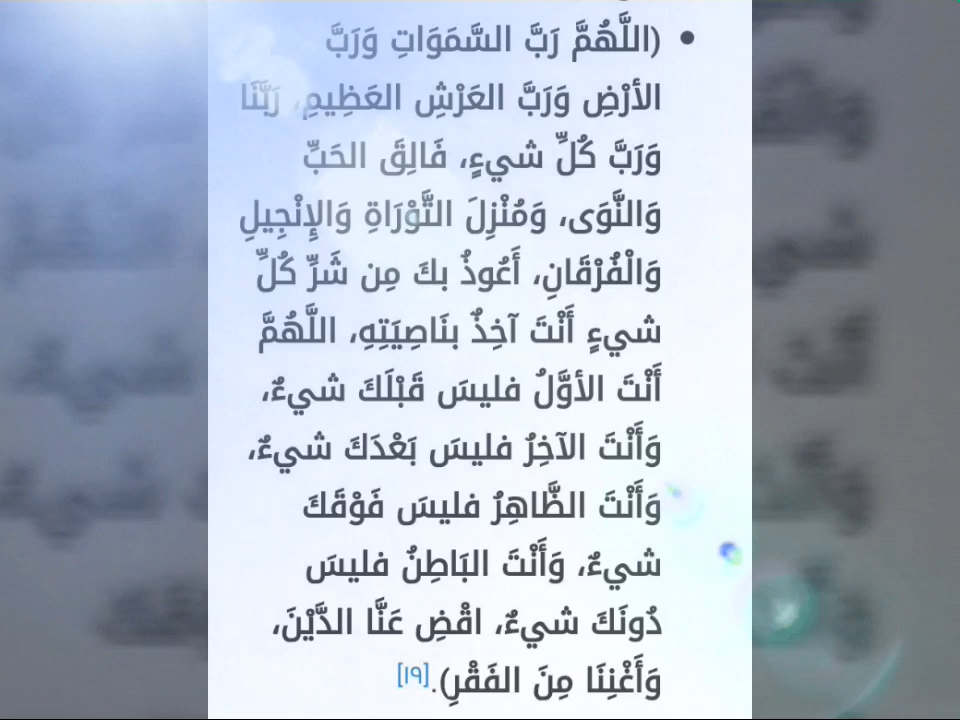 • (اللَّهُمَّ رَبَّ السَّمَوَاتِ وَرَبَّ
الأرْضِ وَرَبَّ العَرْشِ العَظِيمِ، رَبَّنَا
وَرَبَّ كُلِّ شيءٍ، فَالِقَ الحَبِّ
وَالنَّوَى، وَمُنْزِلَ التَّوْرَاةِ وَالإِنْجِيلِ
وَالْفُرْقَانِ، أَعُوذُ بكَ مِن شَرِّ كُلِّ
شيءٍ أَنْتَ آخِذٌ بنَاصِيَتِهِ، اللَّهُمَّ
أَنْتَ الأوَّلُ فليسَ قَبْلَكَ شيءٌ،
وَأَنْتَ الآخِرُ فليسَ بَعْدَكَ شيءٌ،
وَأَنْتَ الظَّاهِرُ فليسَ فَوْقَكَ
شيءٌ، وَأَنْتَ البَاطِنُ فليسَ
دُونَكَ شيءٌ، اقْضِ عَنَّا الدَّيْنَ،
وَأَغْنِنَا مِنَ الفَقْرِ).[١٩]